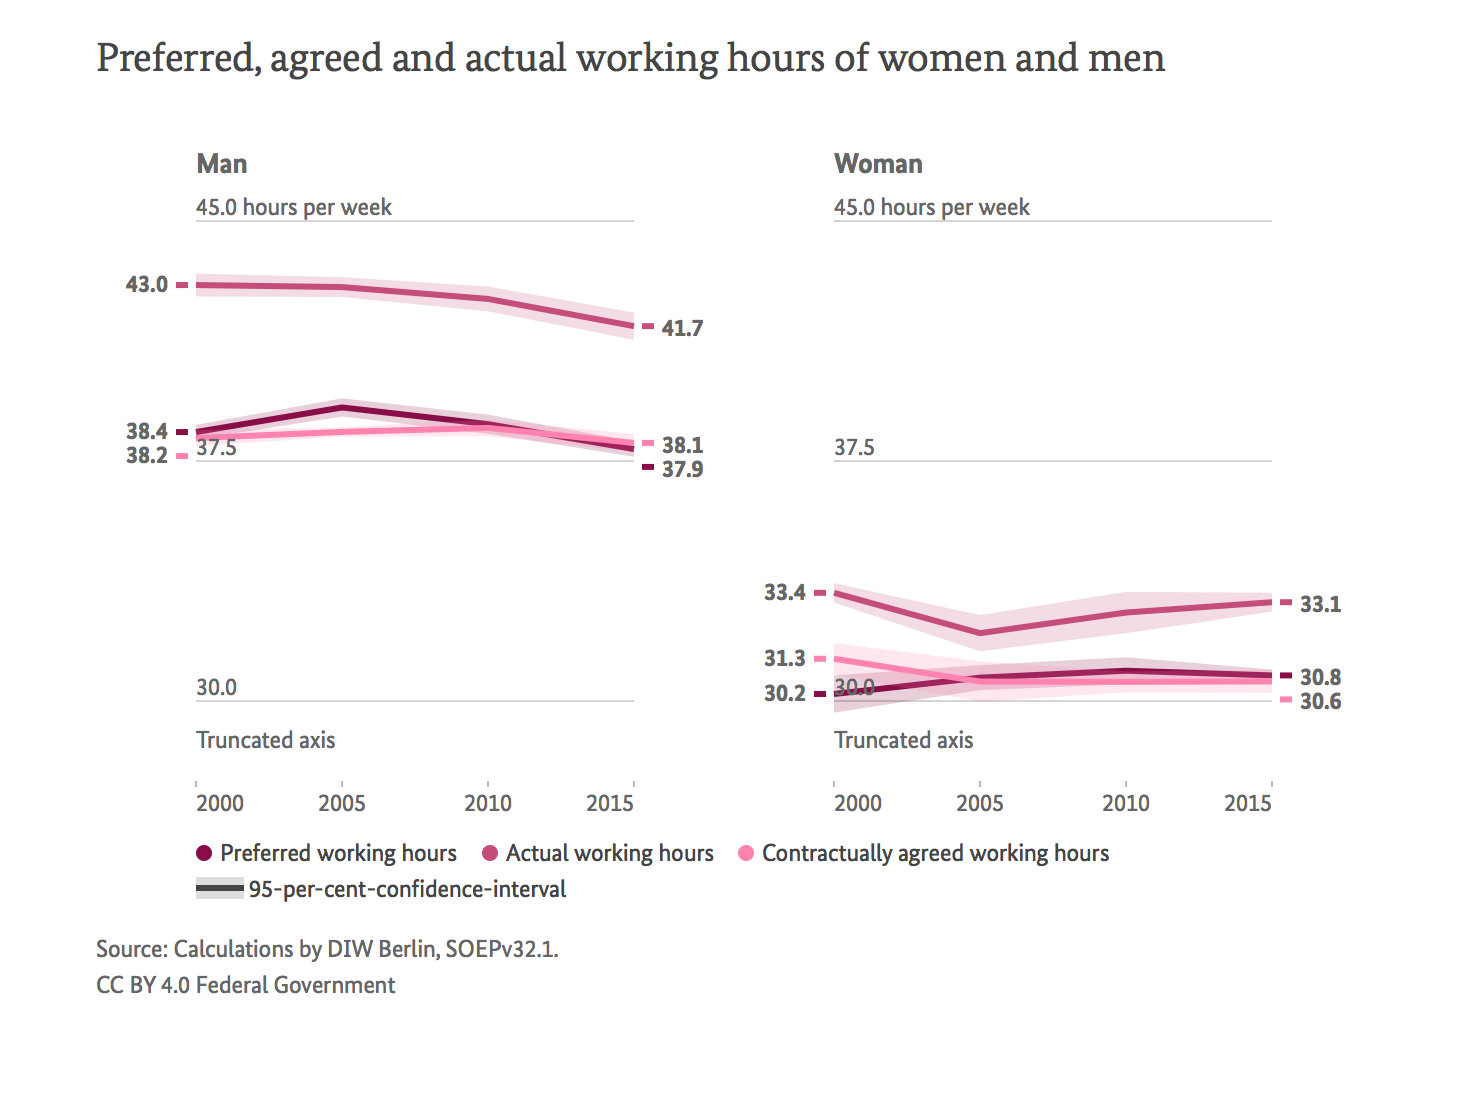 Preferred, agreed and actual working hours of women and men
Man
45.0 hours per week
43.0
41.7
38.4
37.5
38.2
38.1
37.9
30.0
Truncated axis
2000 2005 2010 2015
Woman
45.0 hours per week
37.5
33.4
33.1
31.3
30.8
30.0
30.2
30.6
Truncated axis
2000 2005 2010 2015
Preferred working hours Actual working hours Contractually agreed working hours
95-per-cent-confidence-interval
Source: Calculations by DIW Berlin, SOEPv32.1.
CC BY 4.0 Federal Government